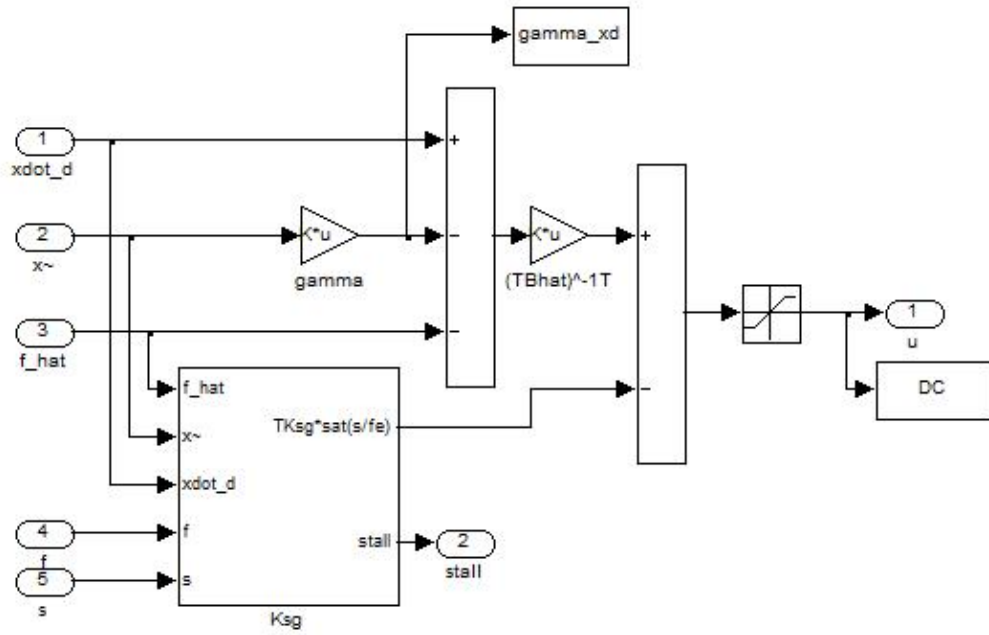 gamma_xd
1
xdot_d
+
2
x~
K*u
gamma
−
K*u
(TBhat)^-1T
+
3
f_hat
−
1
u
DC
f_hat
TKsg*sat(s/fe)
−
x~
xdot_d
4
f
f
stall
2
stall
5
s
s
Ksg